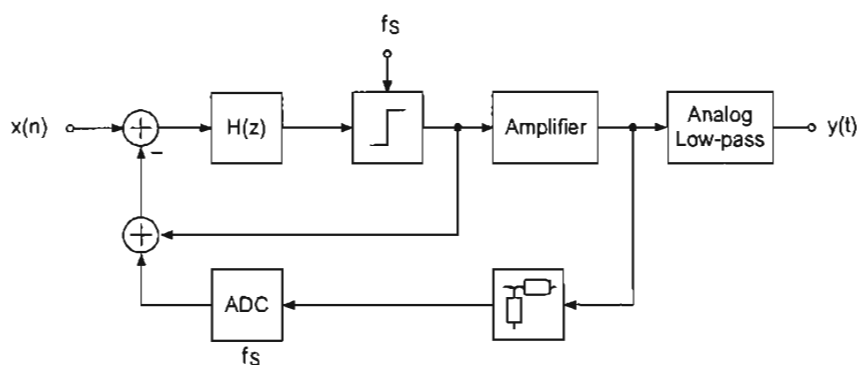 fS
x(n)
+
−
H(z)
Amplifier
Analog
Low-pass
y(t)
+
ADC
fS